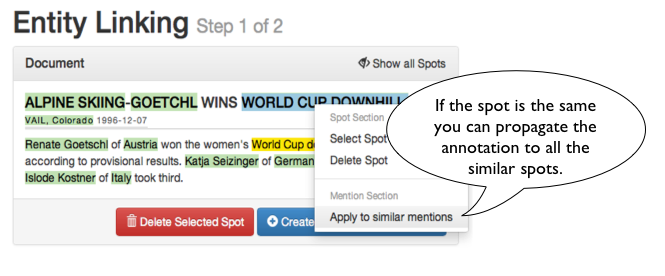 Entity Linking Step 1 of 2
Document
Show all Spots
ALPINE SKIING-GOETCHL WINS WORLD CUP DOWNHILL
VAIL, Colorado 1996-12-07
Renate Goetschl of Austria won the women's World Cup
according to provisional results. Katja Seizinger of
Islode Kostner of Italy took third.
Spot Section
Select Spot
Delete Spot
Mention Section
Apply to similar mentions
Delete Selected Spot
Create
If the spot is the same
you can propagate the
annotation to all the
similar spots.